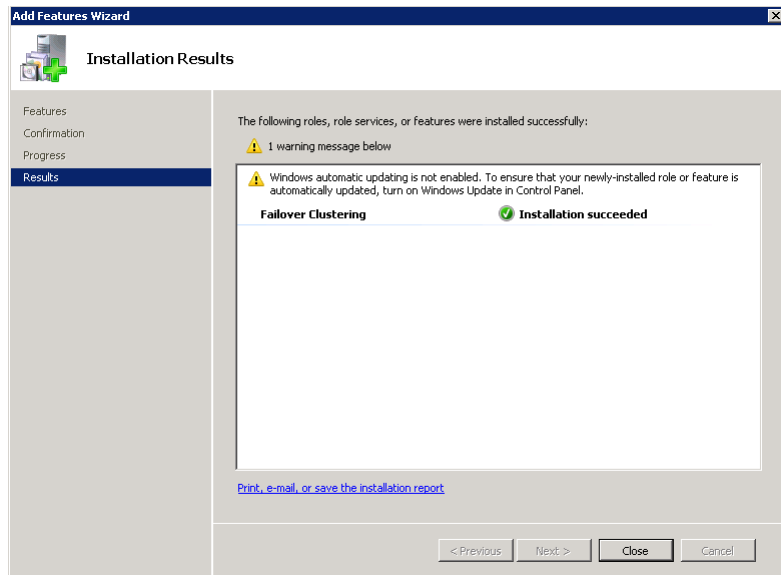 Add Features Wizard
Installation Results
Features
Confirmation
Progress
Results
The following roles, role services, or features were installed successfully:
1 warning message below
Windows automatic updating is not enabled. To ensure that your newly-installed role or feature is
automatically updated, turn on Windows Update in Control Panel.
Failover Clustering Installation succeeded
Print, e-mail, or save the installation report
< Previous Next > Close Cancel